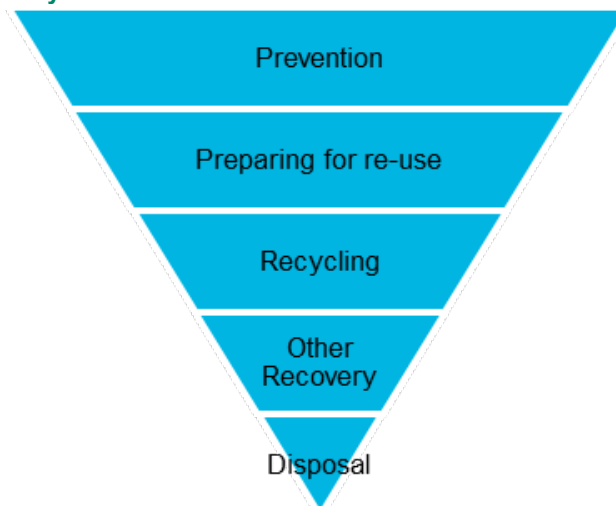 Prevention
Preparing for re-use
Recycling
Other
Recovery
Disposal